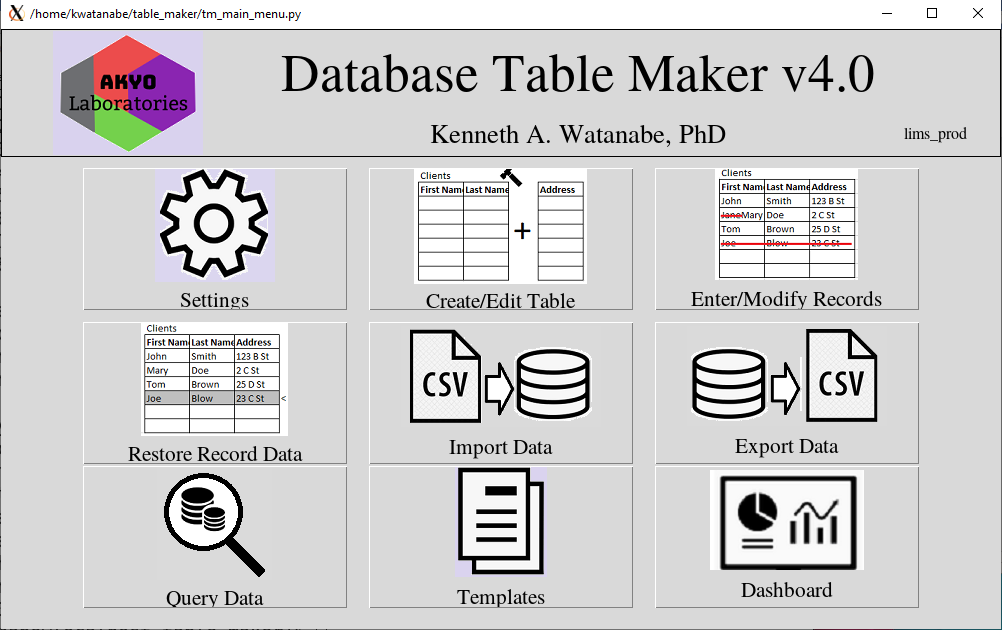 /home/kwatanabe/table_maker/tm_main_menu.py
AKYO
Laboratories
Database Table Maker v4.0
Kenneth A. Watanabe, PhD
lims_prod
Settings
Clients
First Nam Last Name Address
+
Create/Edit Table
Clients
First Nam Last Name Address
John Smith 123 B St
JaneMary Doe 2 C St
Tom Brown 25 D St
Joe Blow 23 C St
Enter/Modify Records
Clients
First Nam Last Name Address
John Smith 123 B St
Mary Doe 2 C St
Tom Brown 25 D St
Joe Blow 23 C St <
Restore Record Data
CSV
Import Data
CSV
Export Data
Query Data
Templates
Dashboard